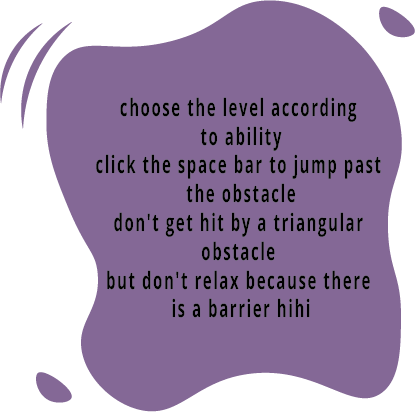 choose the level according
to ability
click the space bar to jump past
the obstacle
don't get hit by a triangular
obstacle
but don't relax because there
is a barrier hihi